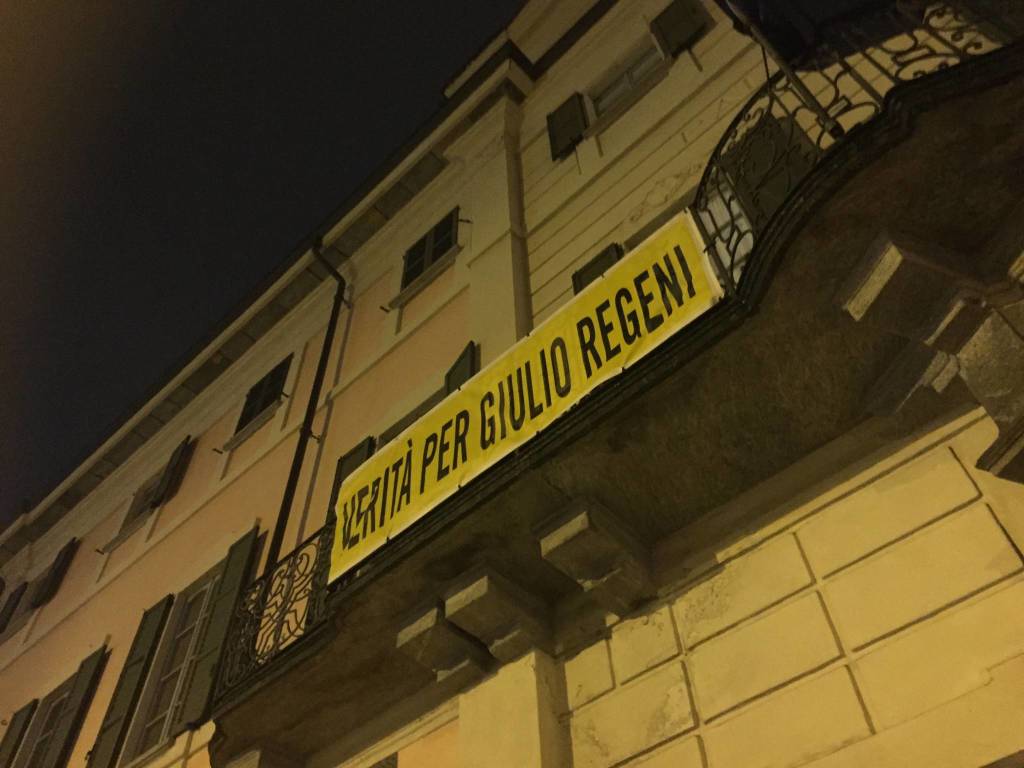 VERITÀ PER GIULIO REGENI